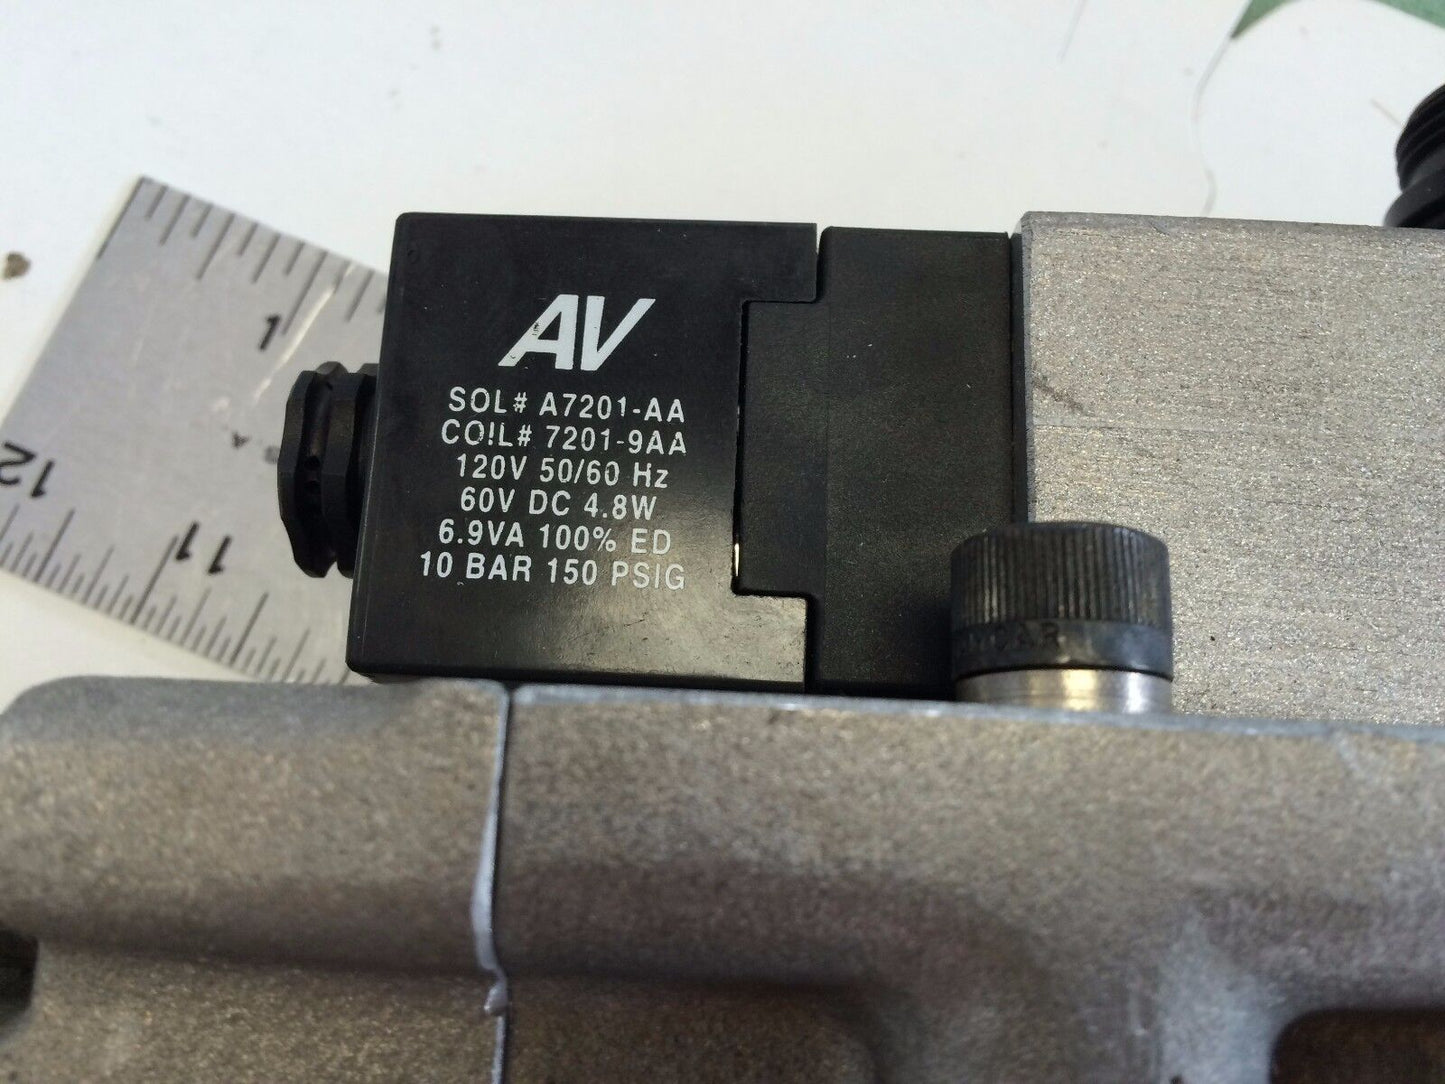 AV
SOL# A7201-AA
COIL# 7201-9AA
120V 50/60 Hz
60V DC 4.8W
6.9VA 100% ED
10 BAR 150 PSIG
1
12
11